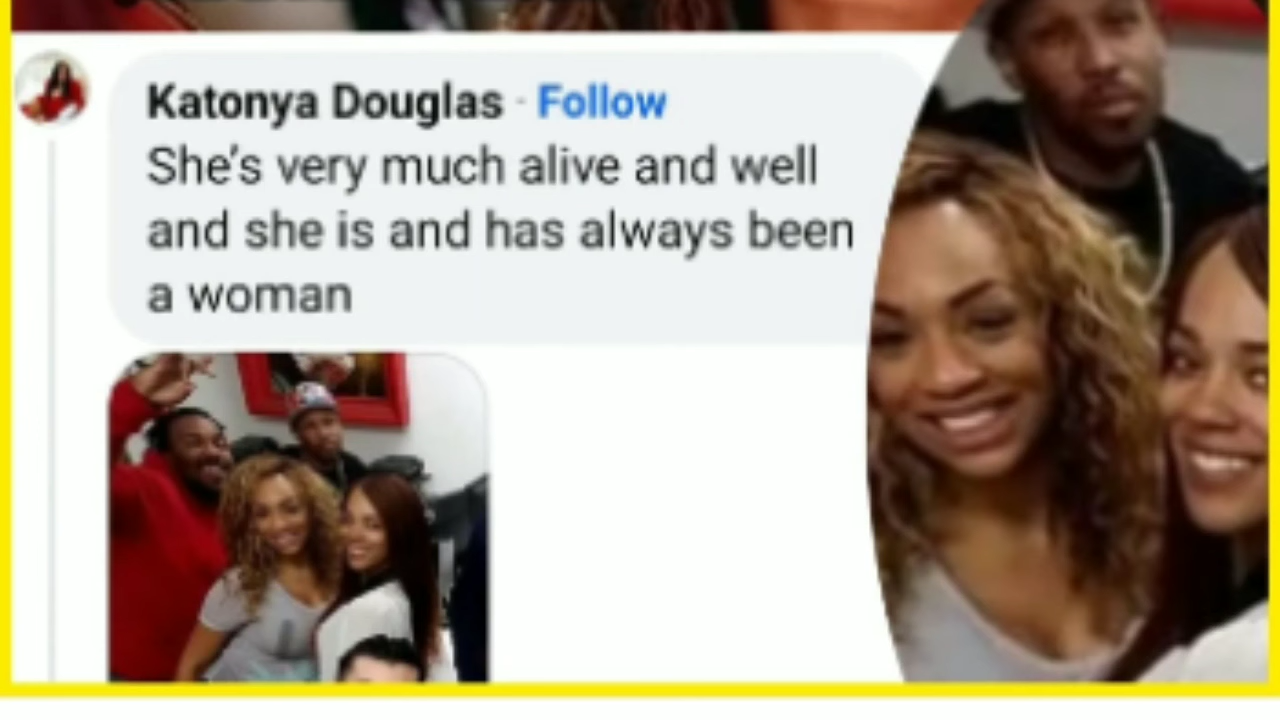 Katonya Douglas · Follow
She's very much alive and well
and she is and has always been
a woman